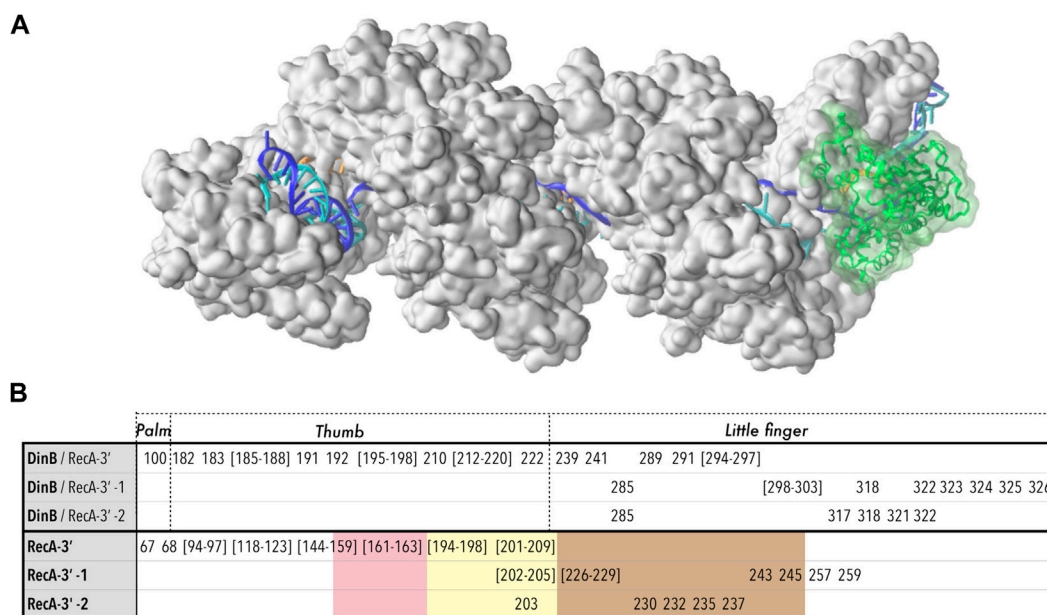 A
B
Palm Thumb Little finger
DinB / RecA-3′ 100 182 183 [185-188] 191 192 [195-198] 210 [212-220] 222 239 241 289 291 [294-297]
DinB / RecA-3′ -1 285 [298-303] 318 322 323 324 325 326
DinB / RecA-3′ -2 285 317 318 321 322
RecA-3′ 67 68 [94-97] [118-123] [144-159] [161-163] [194-198] [201-209]
RecA-3′ -1 [202-205] [226-229] 243 245 257 259
RecA-3′ -2 203 230 232 235 237